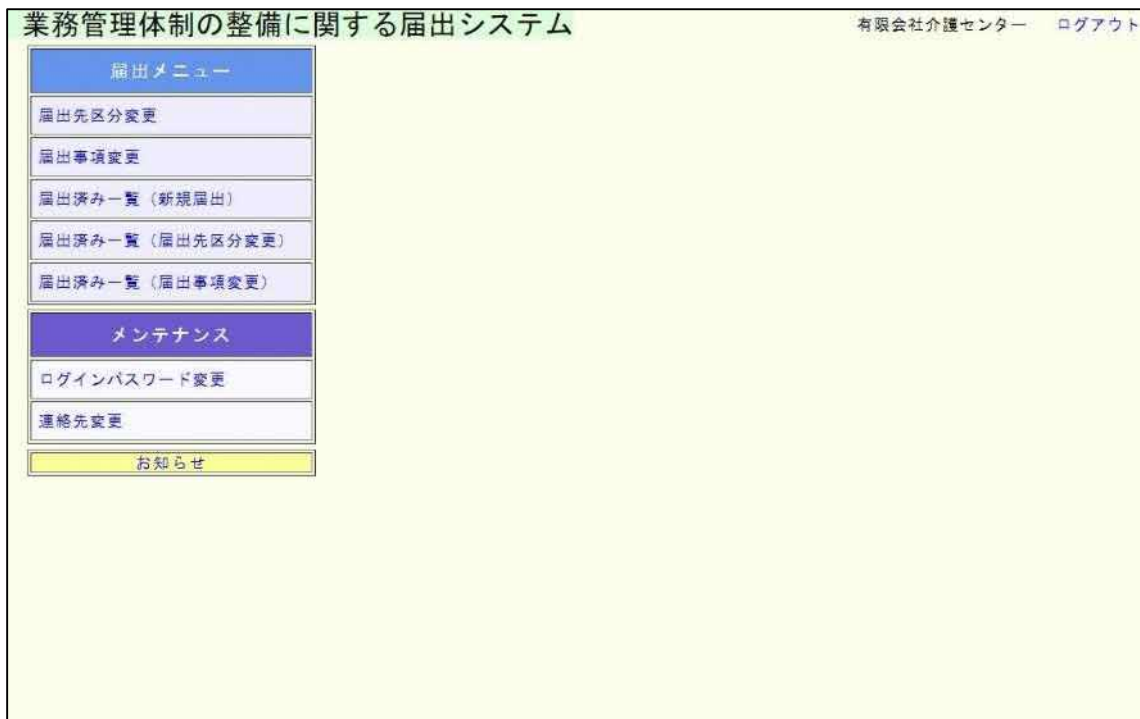 業務管理体制の整備に関する届出システム
有限会社介護センター ログアウト
届出メニュー
届出先区分変更
届出事項変更
届出済み一覧（新規届出）
届出済み一覧（届出先区分変更）
届出済み一覧（届出事項変更）
メンテナンス
ログインパスワード変更
連絡先変更
お知らせ